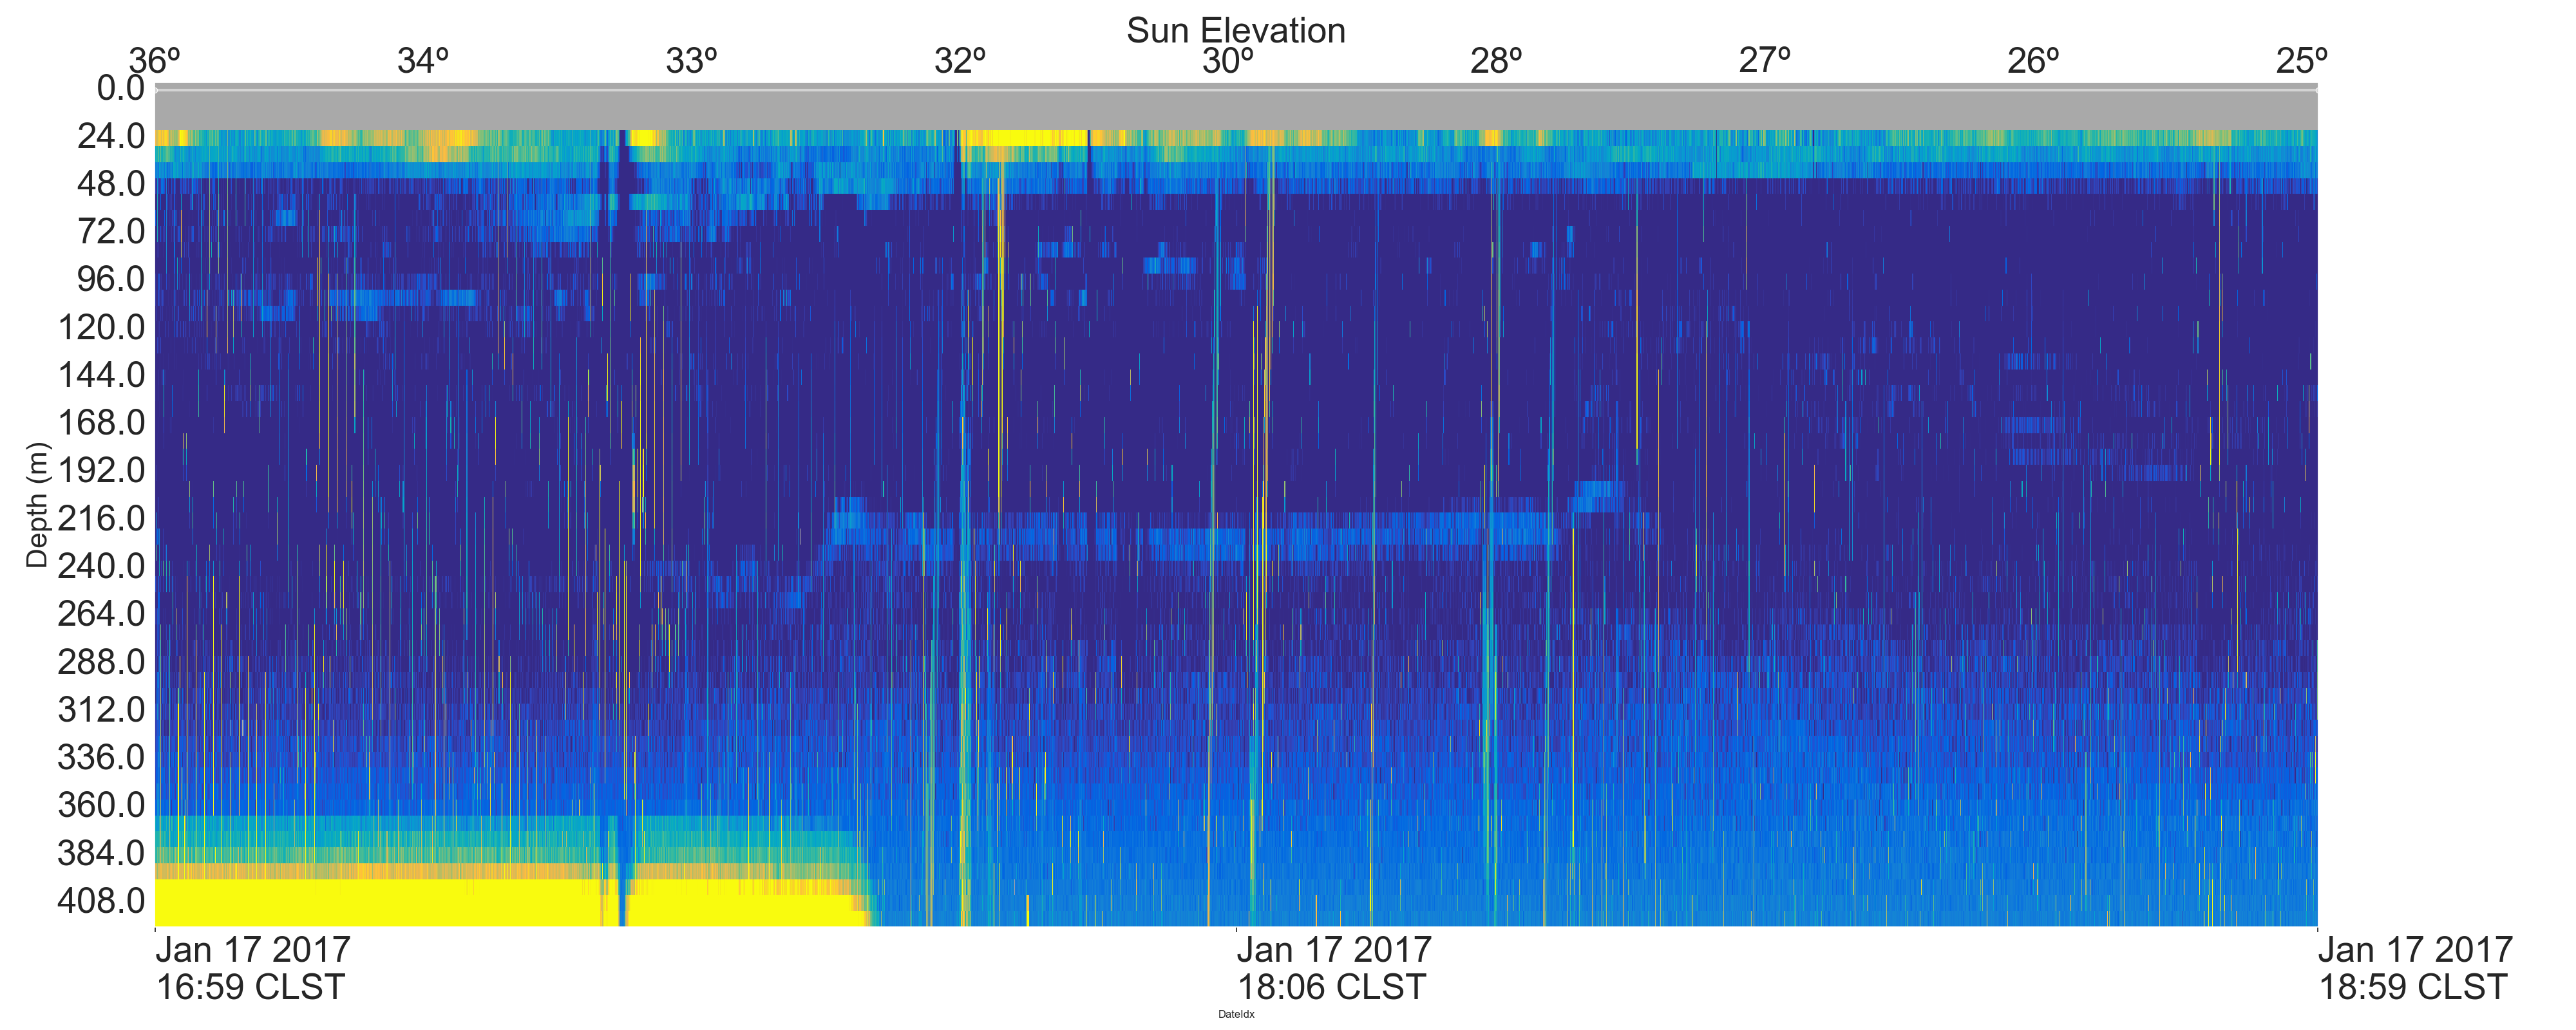 Sun Elevation
36º 34º 33º 32º 30º 28º 27º 26º 25º
0.0
24.0
48.0
72.0
96.0
120.0
144.0
168.0
192.0
216.0
240.0
264.0
288.0
312.0
336.0
360.0
384.0
408.0
Depth (m)
Jan 17 2017
16:59 CLST
Jan 17 2017
18:06 CLST
Jan 17 2017
18:59 CLST
DateIdx